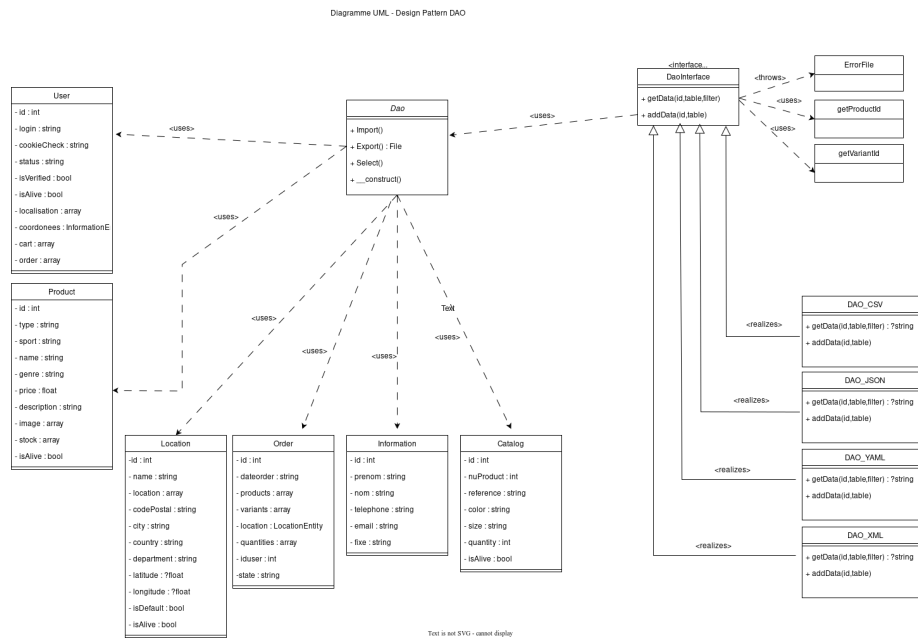 Diagramme UML - Design Pattern DAO
User
- id : int
- login : string
- cookieCheck : string
- status : string
- isVerified : bool
- isAlive : bool
- localisation : array
- coordonees : InformationE
- cart : array
- order : array
Product
- id : int
- type : string
- sport : string
- name : string
- genre : string
- price : float
- description : string
- image : array
- stock : array
- isAlive : bool
<uses>
<uses>
Dao
+ Import()
+ Export() : File
+ Select()
+ __construct()
<uses>
<uses>
<uses>
<uses>
Text
<uses>
Location
-id : int
- name : string
- location : array
- codePostal : string
- city : string
- country : string
- department : string
- latitude : ?float
- longitude : ?float
- isDefault : bool
- isAlive : bool
Order
- id : int
- dateorder : string
- products : array
- variants : array
- location : LocationEntity
- quantities : array
- iduser : int
-state : string
Information
- id : int
- prenom : string
- nom : string
- telephone : string
- email : string
- fixe : string
Catalog
- id : int
- nuProduct : int
- reference : string
- color : string
- size : string
- quantity : int
- isAlive : bool
<interface...
DaoInterface
+ getData(id,table,filter)
+ addData(id,table)
<throws>
<uses>
<uses>
ErrorFile
getProductId
getVariantId
<realizes>
DAO_CSV
+ getData(id,table,filter) : ?string
+ addData(id,table)
<realizes>
DAO_JSON
+ getData(id,table,filter) : ?string
+ addData(id,table)
<realizes>
DAO_YAML
+ getData(id,table,filter) : ?string
+ addData(id,table)
<realizes>
DAO_XML
+ getData(id,table,filter) : ?string
+ addData(id,table)
Text is not SVG - cannot display